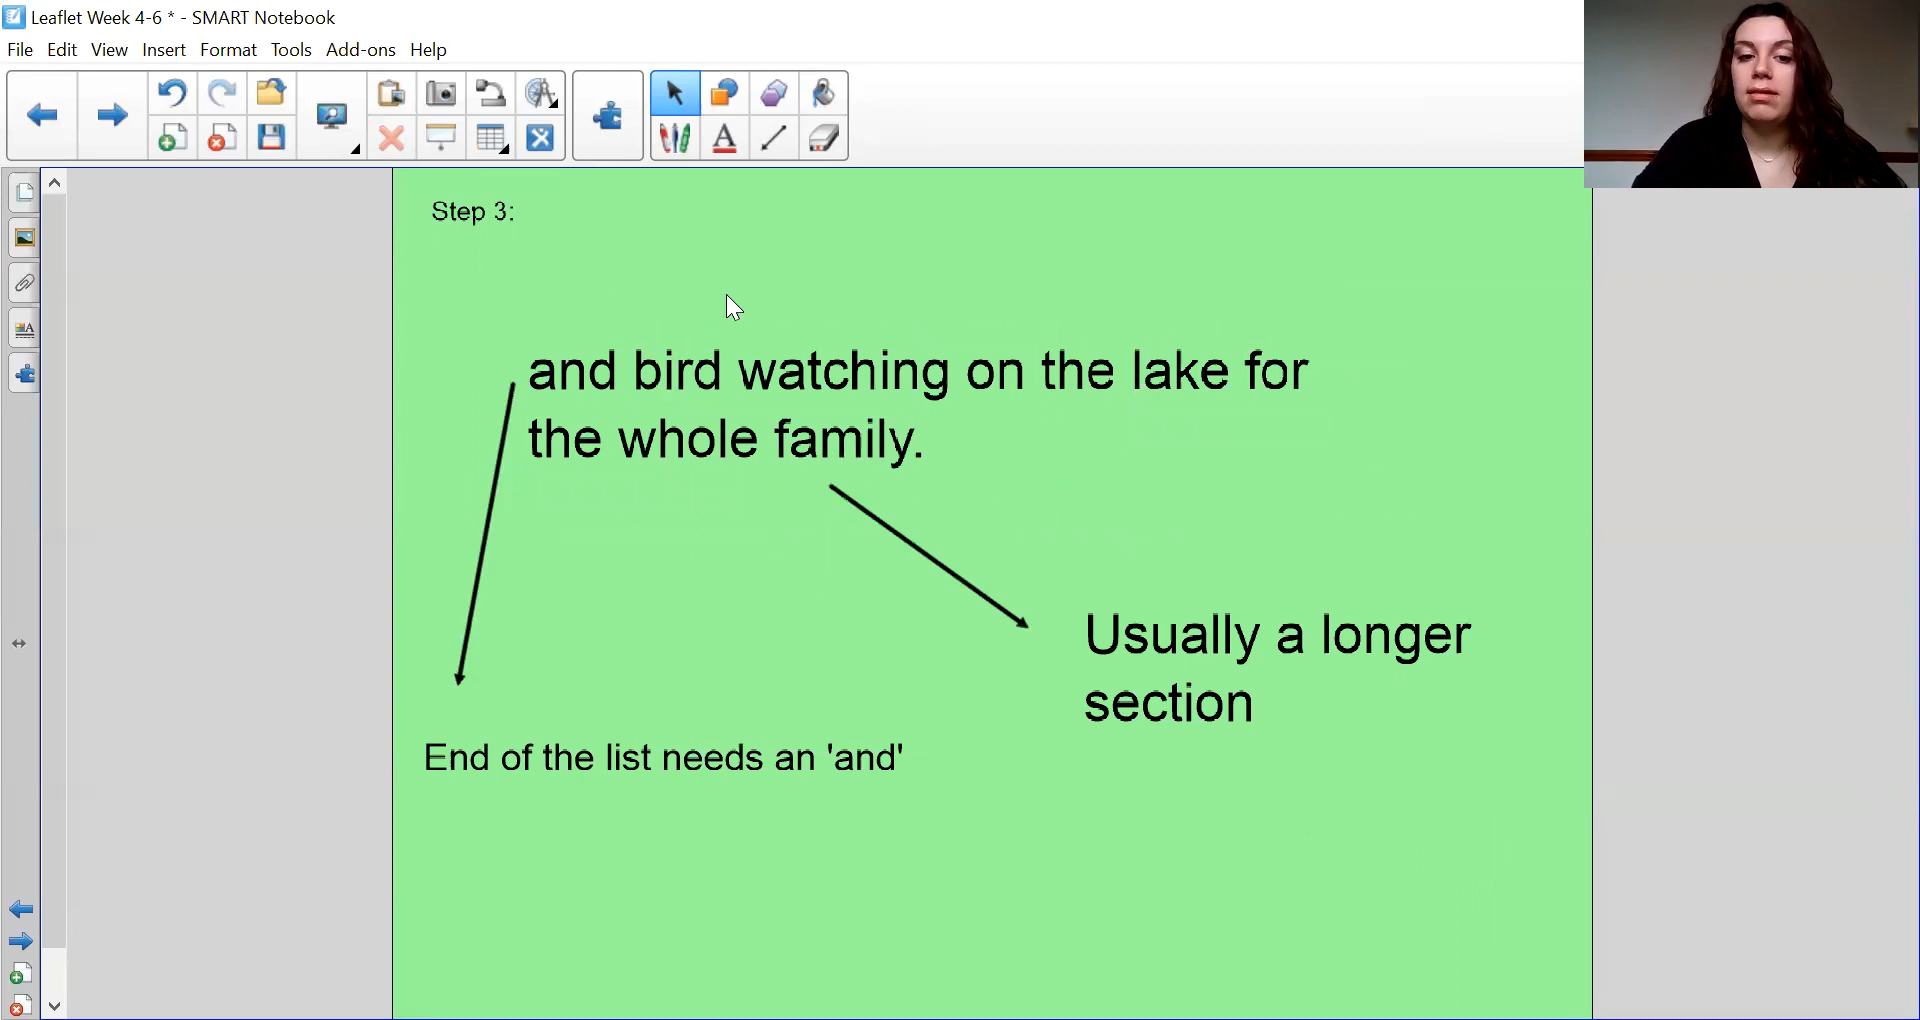 Leaflet Week 4-6 * - SMART Notebook
File Edit View Insert Format Tools Add-ons Help
Step 3:
and bird watching on the lake for
the whole family.
Usually a longer
section
End of the list needs an 'and'